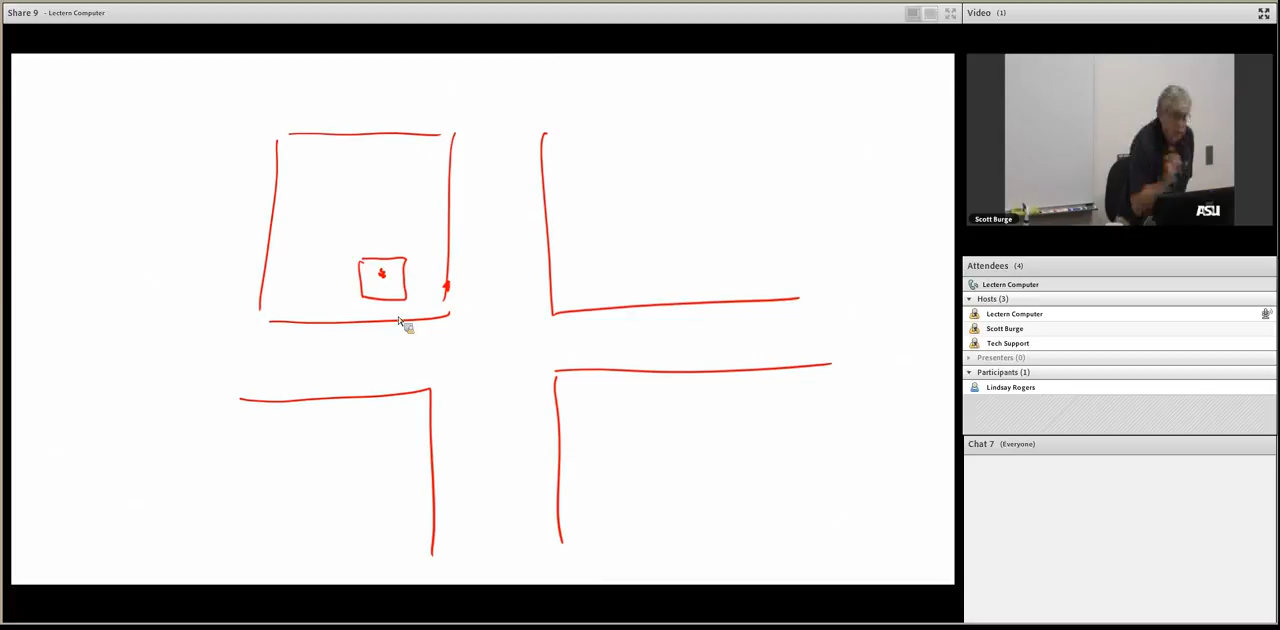 Share 9 - Lectern Computer
Video (1)
Scott Burge
ASU
Attendees (4)
Lectern Computer
Hosts (3)
Lectern Computer
Scott Burge
Tech Support
Presenters (0)
Participants (1)
Lindsay Rogers
Chat 7 (Everyone)